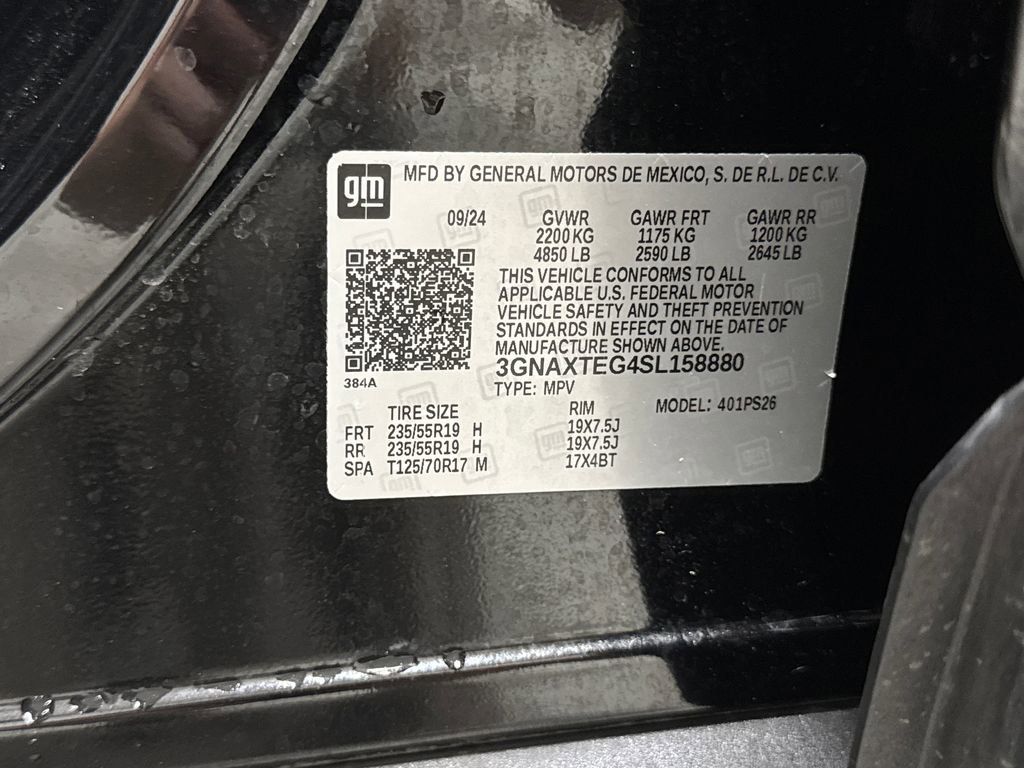 gm MFD BY GENERAL MOTORS DE MEXICO, S. DE R.L. DE C.V.
09/24 GVWR GAWR FRT GAWR RR
2200 KG 1175 KG 1200 KG
4850 LB 2590 LB 2645 LB
THIS VEHICLE CONFORMS TO ALL
APPLICABLE U.S. FEDERAL MOTOR
VEHICLE SAFETY AND THEFT PREVENTION
STANDARDS IN EFFECT ON THE DATE OF
MANUFACTURE SHOWN ABOVE.
3GNAXTEG4SL158880
384A TYPE: MPV
TIRE SIZE RIM MODEL: 401PS26
FRT 235/55R19 H 19X7.5J
RR 235/55R19 H 19X7.5J
SPA T125/70R17 M 17X4BT